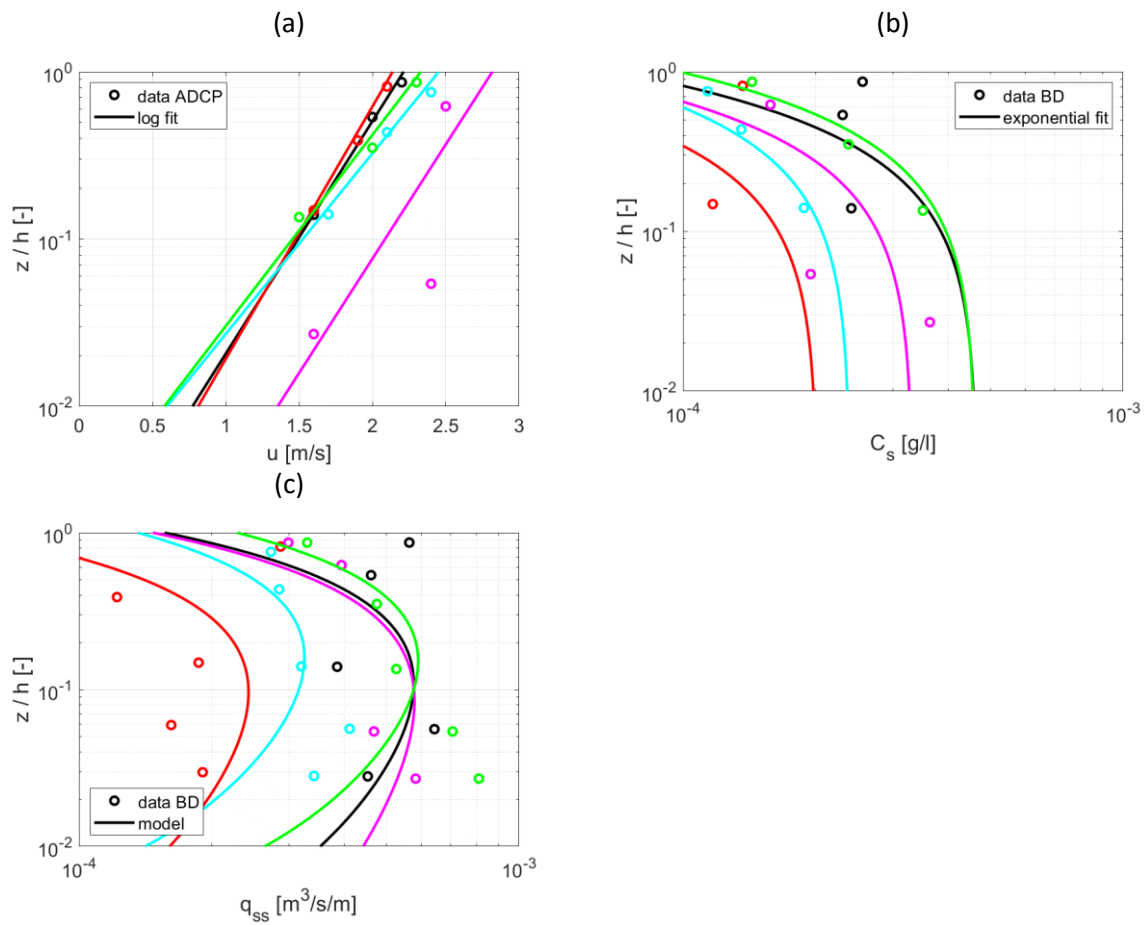 (a)
10^0
10^-1
10^-2
z / h [-]
data ADCP
log fit
0 0.5 1 1.5 2 2.5 3
u [m/s]
(b)
10^0
10^-1
10^-2
z / h [-]
data BD
exponential fit
10^-4 10^-3
C_s [g/l]
(c)
10^0
10^-1
10^-2
z / h [-]
data BD
model
10^-4 10^-3
q_ss [m^3/s/m]